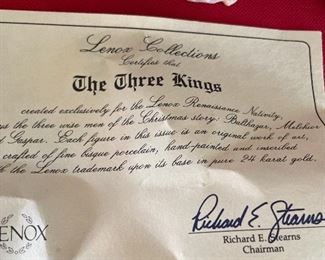 Lenox Collections
Certifies that
The Three Kings
created exclusively for the Lenox Renaissance Nativity,
the three wise men of the Christmas story: Balthazar, Melchior
Gaspar. Each figure in this issue is an original work of art,
crafted of fine bisque porcelain, hand-painted and inscribed
the Lenox trademark upon its base in pure 24 karat gold.
Richard E. Stearns
Richard E. Stearns
Chairman
LENOX